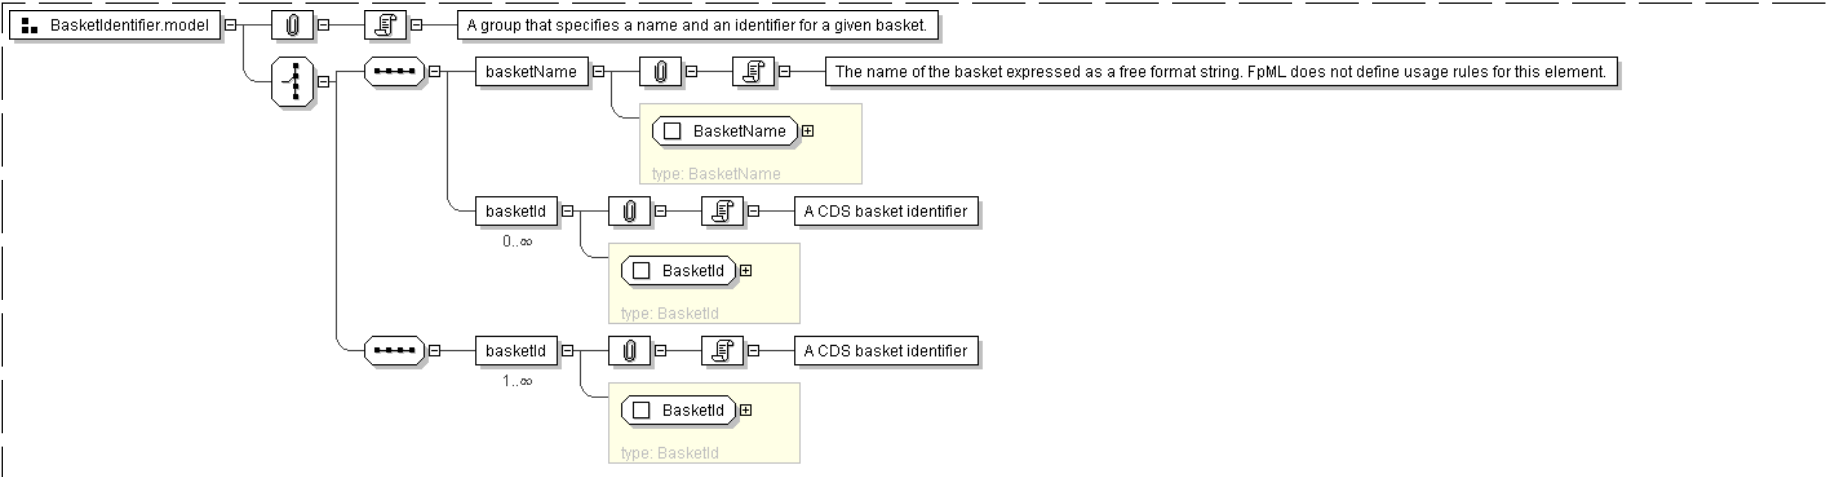 BasketIdentifier.model
A group that specifies a name and an identifier for a given basket.
basketName
The name of the basket expressed as a free format string. FpML does not define usage rules for this element.
BasketName
type: BasketName
basketId
A CDS basket identifier
0..∞
BasketId
type: BasketId
basketId
A CDS basket identifier
1..∞
BasketId
type: BasketId